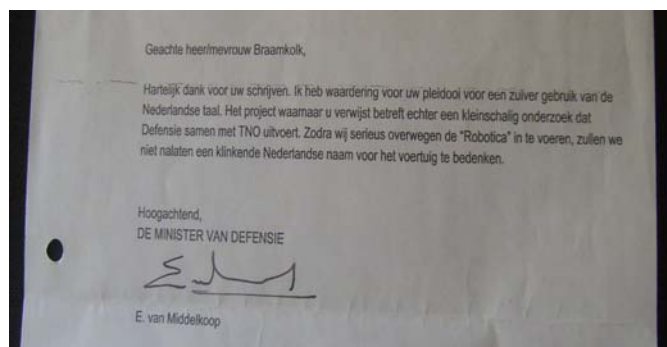 Geachte heer/mevrouw Braamkolk,
Hartelijk dank voor uw schrijven. Ik heb waardering voor uw pleidooi voor een zuiver gebruik van de
Nederlandse taal. Het project waarnaar u verwijst betreft echter een kleinschalig onderzoek dat
Defensie samen met TNO uitvoert. Zodra wij serieus overwegen de "Robotica" in te voeren, zullen we
niet nalaten een klinkende Nederlandse naam voor het voertuig te bedenken.
Hoogachtend,
DE MINISTER VAN DEFENSIE
E. van Middelkoop